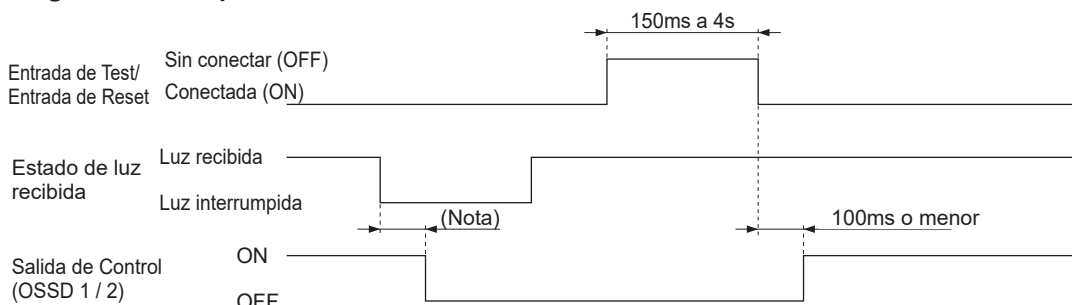 150ms a 4s
Entrada de Test/
Entrada de Reset
Sin conectar (OFF)
Conectada (ON)
Estado de luz
recibida
Luz recibida
Luz interrumpida
(Nota)
100ms o menor
Salida de Control
(OSSD 1 / 2)
ON
OFF